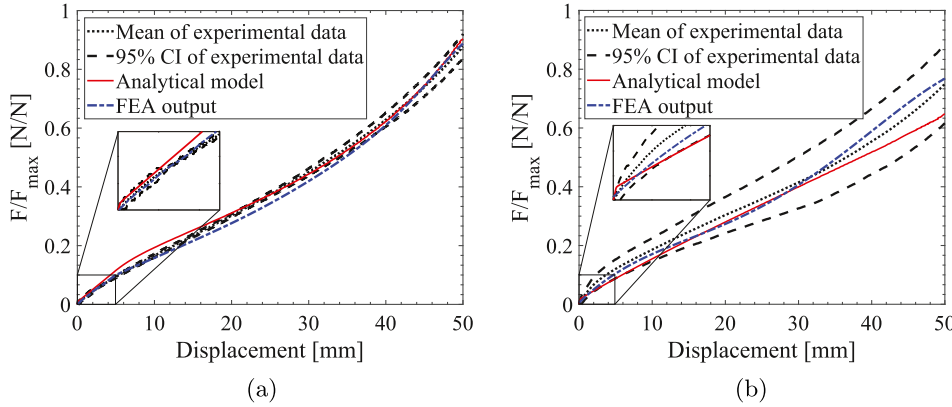 1
0.8
0.6
0.4
0.2
0
F/F_max [N/N]
Mean of experimental data
95% CI of experimental data
Analytical model
FEA output
0 10 20 30 40 50
Displacement [mm]
(a)
1
0.8
0.6
0.4
0.2
0
F/F_max [N/N]
Mean of experimental data
95% CI of experimental data
Analytical model
FEA output
0 10 20 30 40 50
Displacement [mm]
(b)